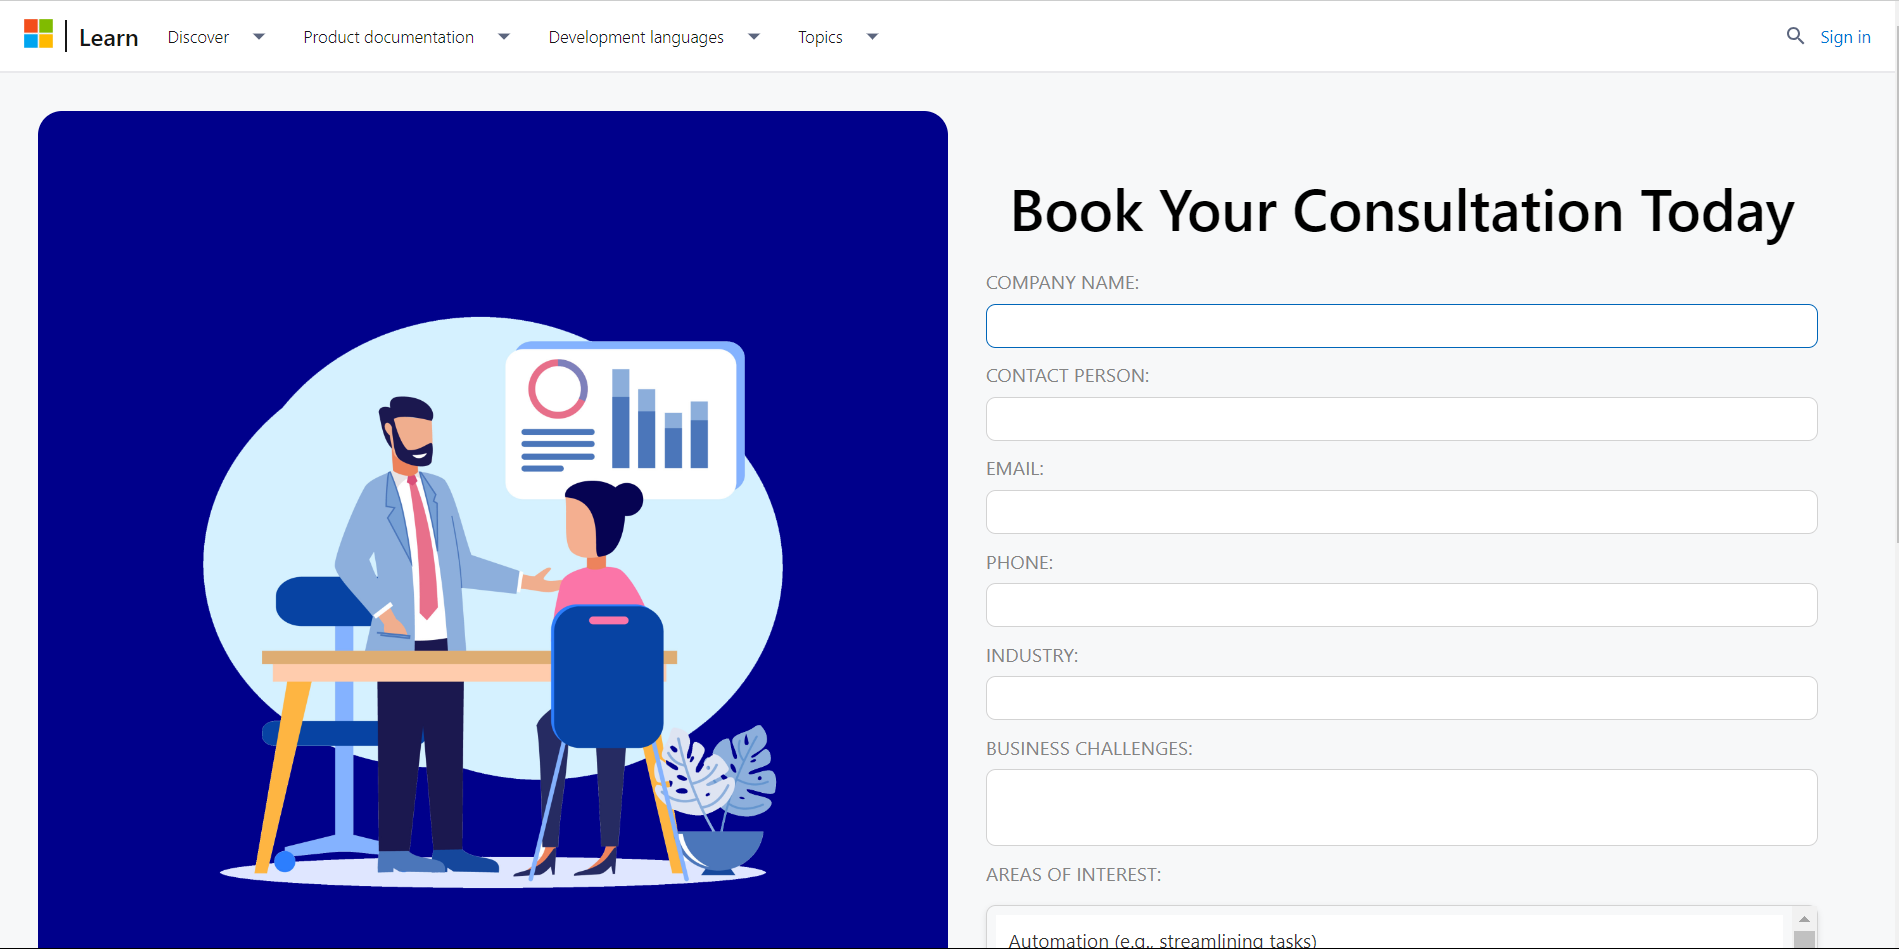 Learn Discover Product documentation Development languages Topics Sign in
Book Your Consultation Today
COMPANY NAME:
CONTACT PERSON:
EMAIL:
PHONE:
INDUSTRY:
BUSINESS CHALLENGES:
AREAS OF INTEREST:
Automation (e.g., streamlining tasks)